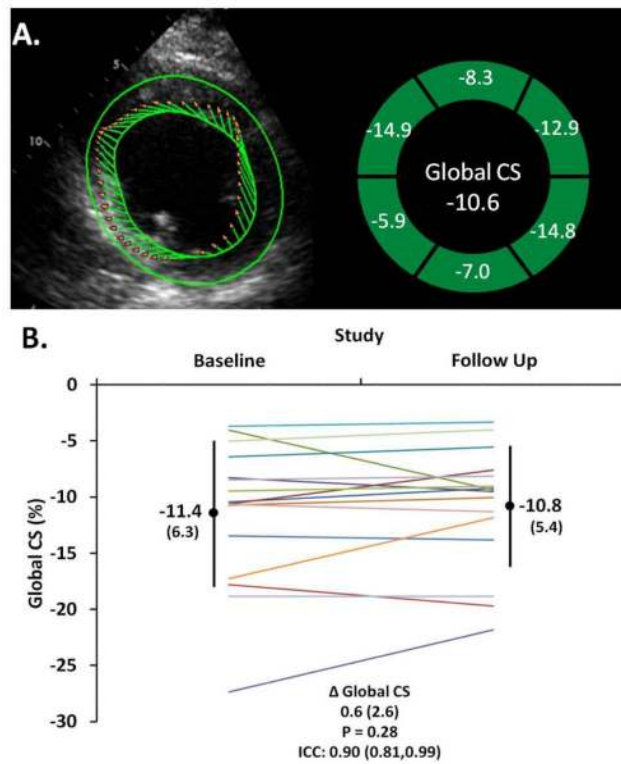 A.
5
10
-8.3
-14.9
-12.9
Global CS
-10.6
-5.9
-14.8
-7.0
B.
Study
Baseline
Follow Up
0
-5
-10
-15
-20
-25
-30
Global CS (%)
-11.4
(6.3)
-10.8
(5.4)
Δ Global CS
0.6 (2.6)
P = 0.28
ICC: 0.90 (0.81,0.99)